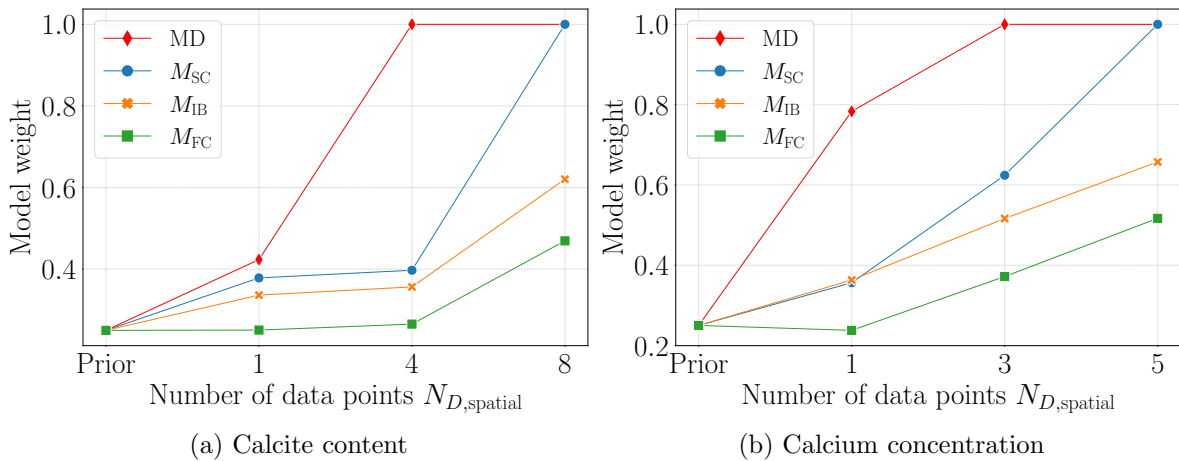 1.0
0.8
0.6
0.4
Model weight
MD
M_SC
M_IB
M_FC
Prior
1
4
8
Number of data points N_D,spatial
(a) Calcite content
1.0
0.8
0.6
0.4
0.2
Model weight
MD
M_SC
M_IB
M_FC
Prior
1
3
5
Number of data points N_D,spatial
(b) Calcium concentration